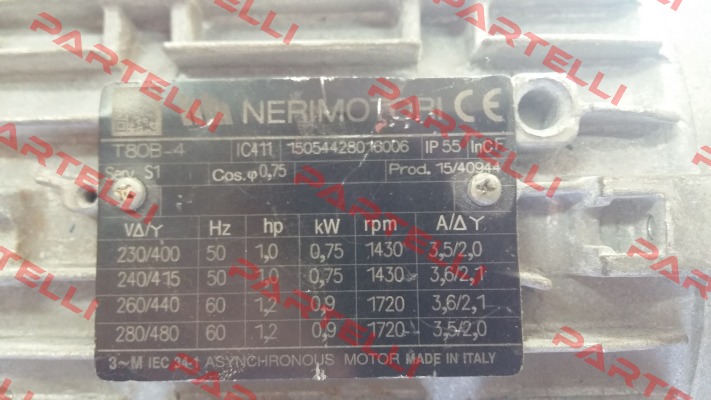 NERIMOTORI CE
T80B-4 IC411 15054428016006 IP 55 InCF
Serv. S1 Cos.φ 0,75 Prod. 15/40944
VΔ/Y Hz hp kW rpm A/Δ Y
230/400 50 1,0 0,75 1430 3,5/2,0
240/415 50 1,0 0,75 1430 3,6/2,1
260/440 60 1,2 0,9 1720 3,6/2,1
280/480 60 1,2 0,9 1720 3,5/2,0
3~M IEC 34-1 ASYNCHRONOUS MOTOR MADE IN ITALY
PARTELLI
PARTELLI
PARTELLI
PARTELLI
PARTELLI
PARTELLI
PARTELLI